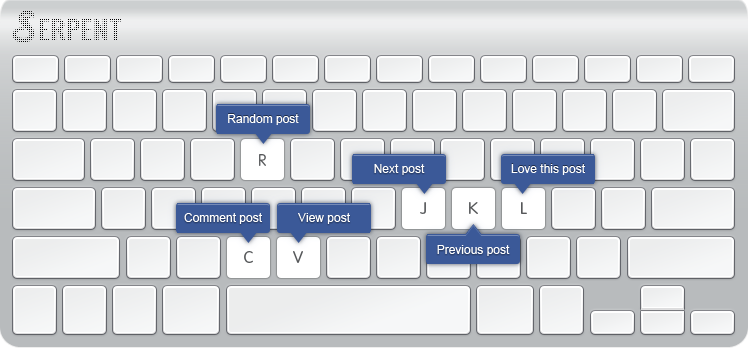 SERPENT
Random post
R
Next post
Love this post
J
K
L
Comment post
View post
Previous post
C
V